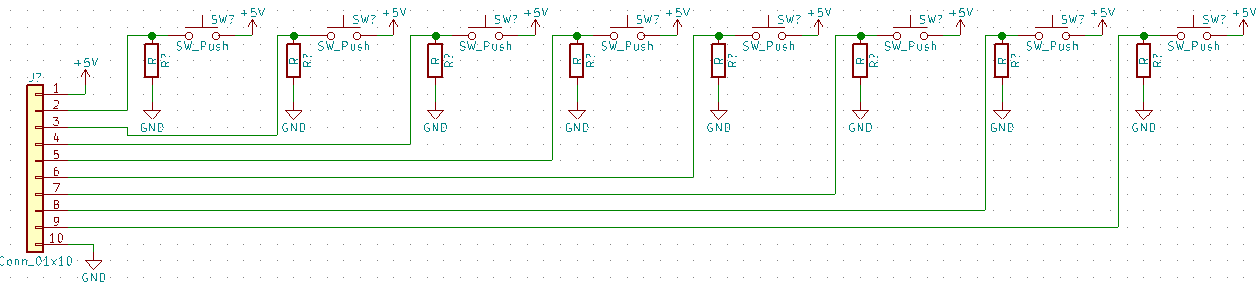 SW? +5V SW? +5V SW? +5V SW? +5V SW? +5V SW? +5V SW? +5V SW? +5V
SW_Push SW_Push SW_Push SW_Push SW_Push SW_Push SW_Push SW_Push
R R? R R? R R? R R? R R? R R? R R? R R?
+5V
J?
1
2
GND GND GND GND GND GND GND GND
3
4
5
6
7
8
9
10
Conn_01x10
GND